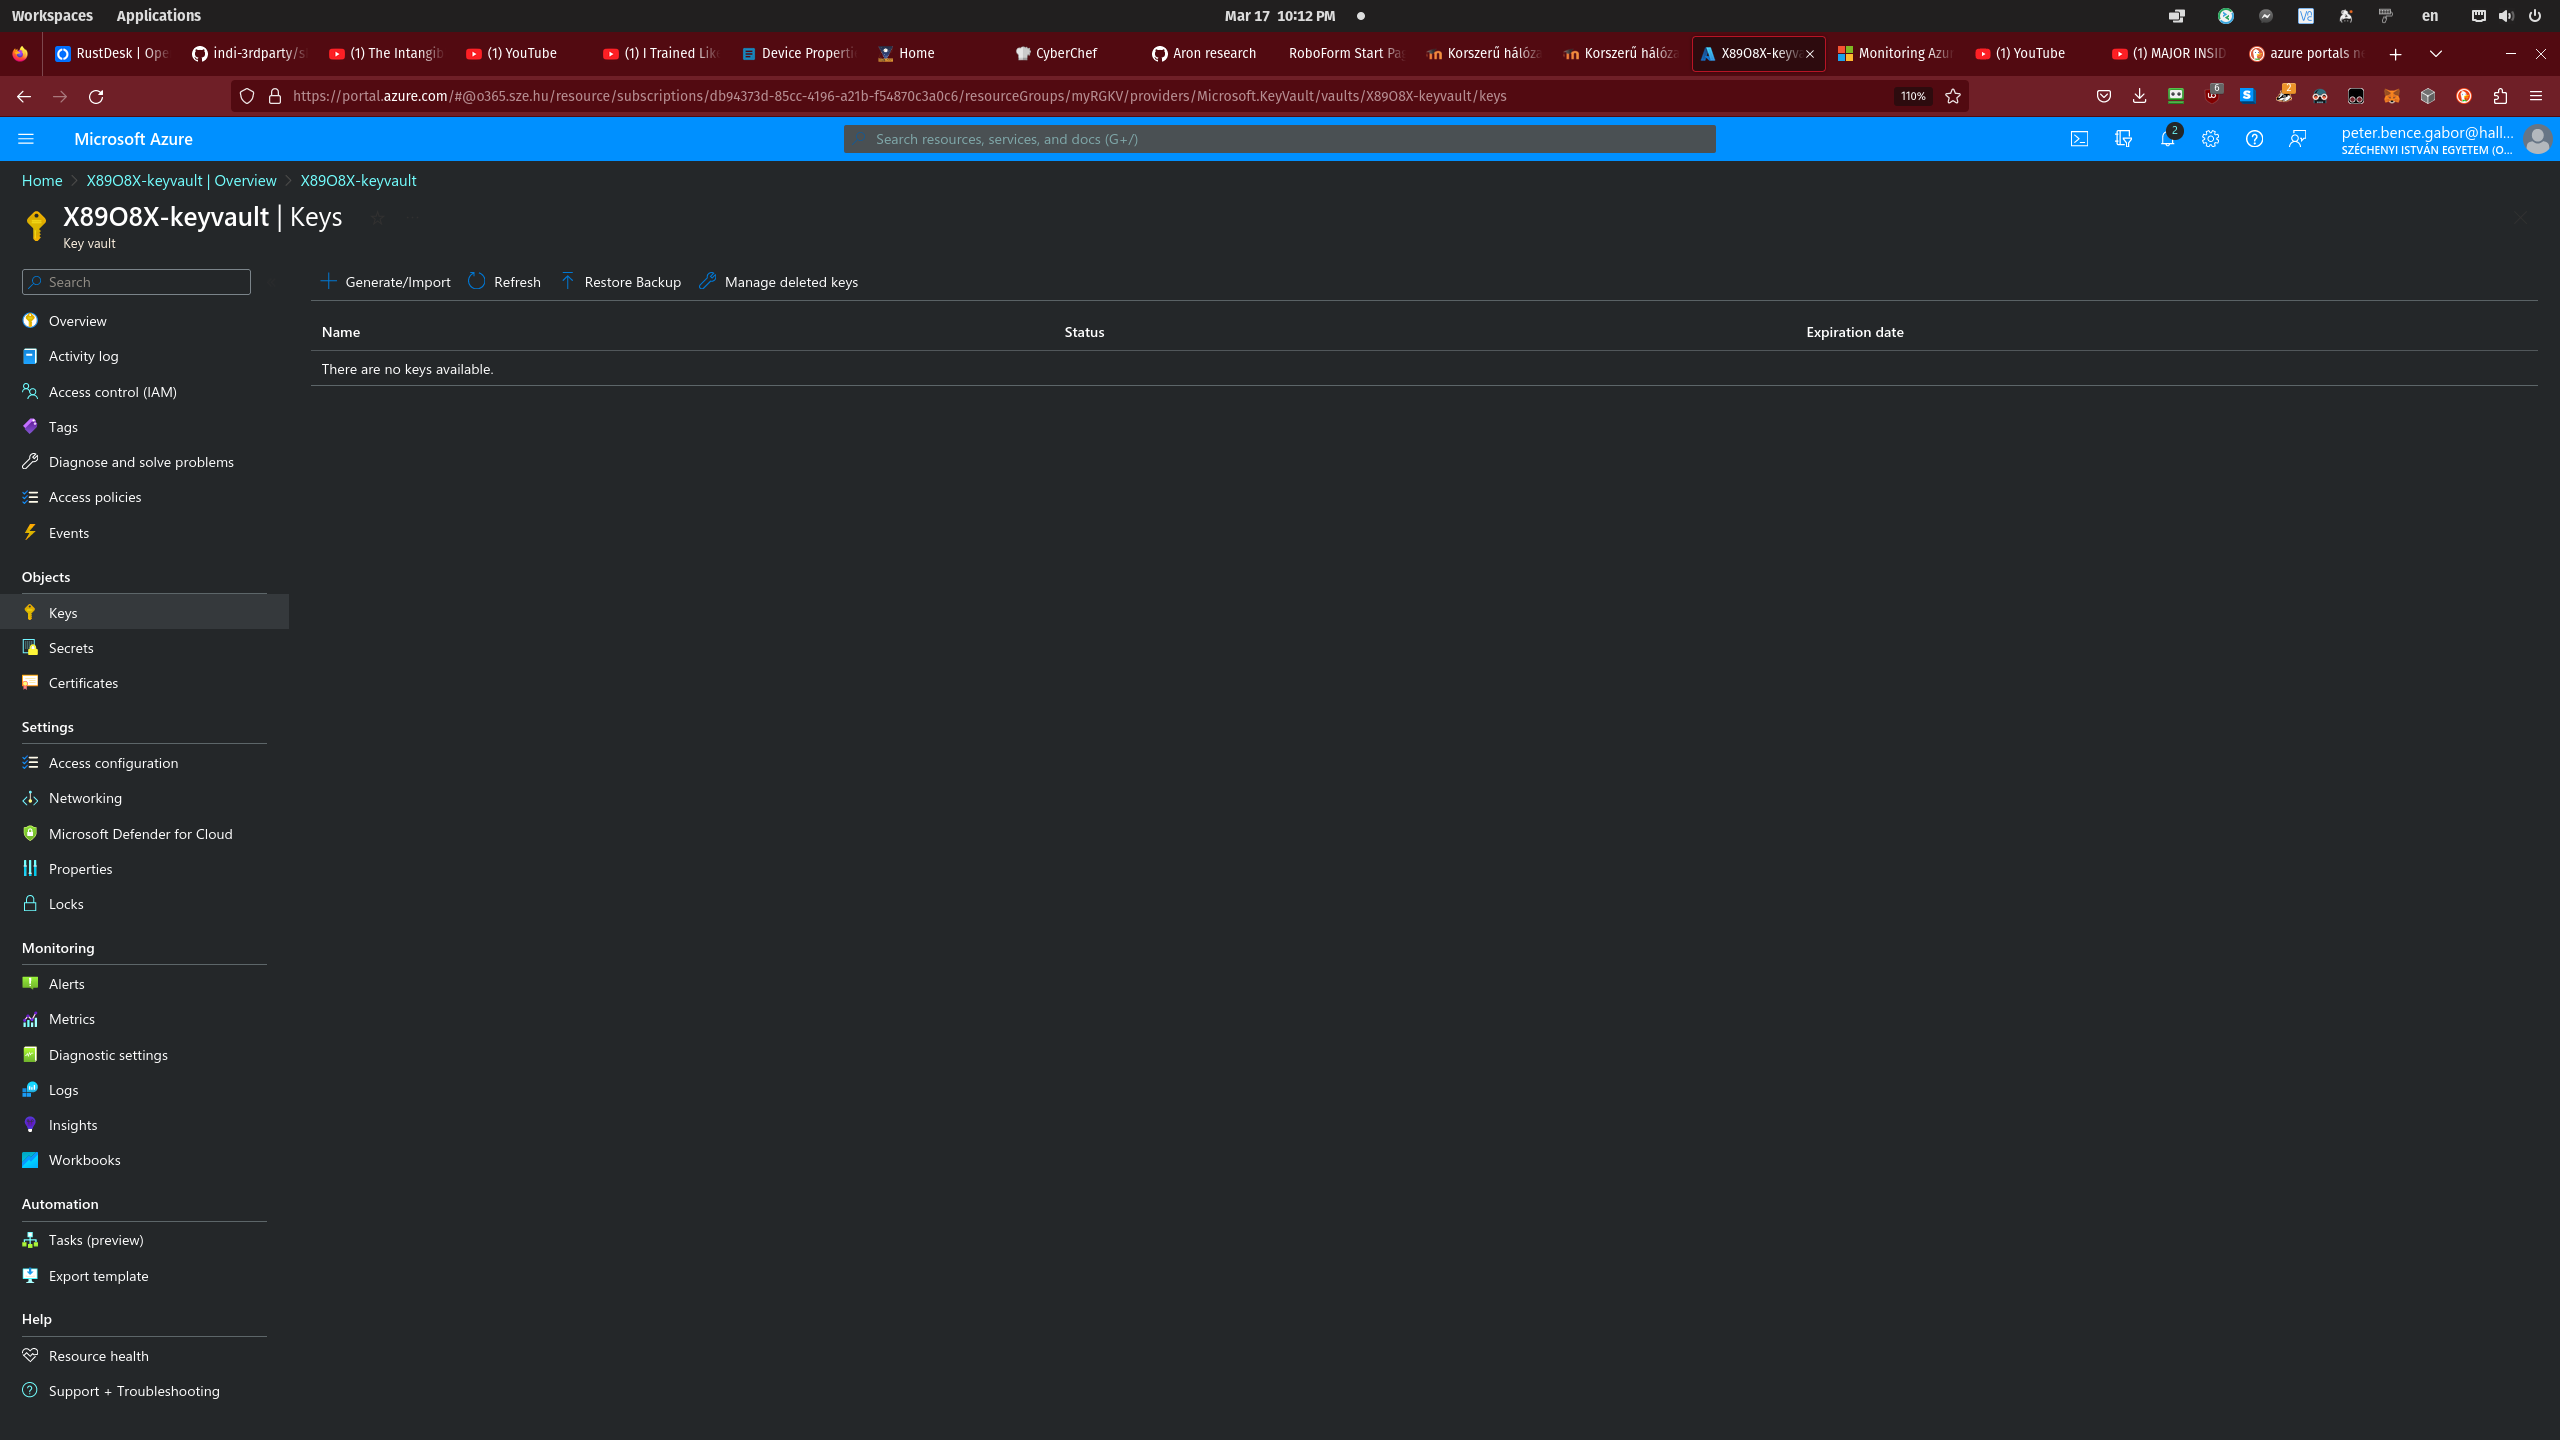 Workspaces Applications Mar 17 10:12 PM en
RustDesk | Ope indi-3rdparty/s (1) The Intangib (1) YouTube (1) I Trained Lik Device Properti Home CyberChef Aron research RoboForm Start Pa Korszerű hálóza Korszerű hálóza X89O8X-keyva Monitoring Azur (1) YouTube (1) MAJOR INSID azure portals n
https://portal.azure.com/#@o365.sze.hu/resource/subscriptions/db94373d-85cc-4196-a21b-f54870c3a0c6/resourceGroups/myRGKV/providers/Microsoft.KeyVault/vaults/X89O8X-keyvault/keys 110% 6 2
Microsoft Azure Search resources, services, and docs (G+/) 2 peter.bence.gabor@hall...
SZÉCHENYI ISTVÁN EGYETEM (O...
Home X89O8X-keyvault | Overview X89O8X-keyvault
X89O8X-keyvault | Keys
Key vault
Search
Generate/Import Refresh Restore Backup Manage deleted keys
Name Status Expiration date
There are no keys available.
Overview
Activity log
Access control (IAM)
Tags
Diagnose and solve problems
Access policies
Events
Objects
Keys
Secrets
Certificates
Settings
Access configuration
Networking
Microsoft Defender for Cloud
Properties
Locks
Monitoring
Alerts
Metrics
Diagnostic settings
Logs
Insights
Workbooks
Automation
Tasks (preview)
Export template
Help
Resource health
Support + Troubleshooting